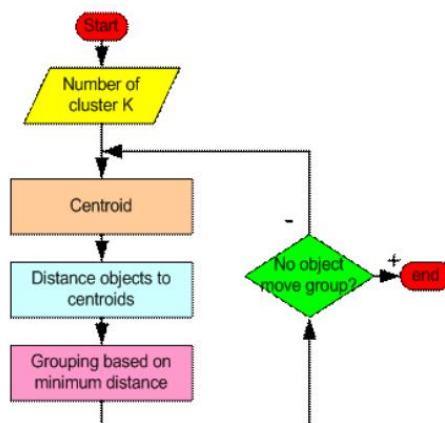 Start
Number of
cluster K
Centroid
Distance objects to
centroids
Grouping based on
minimum distance
-
No object
move group?
+
end